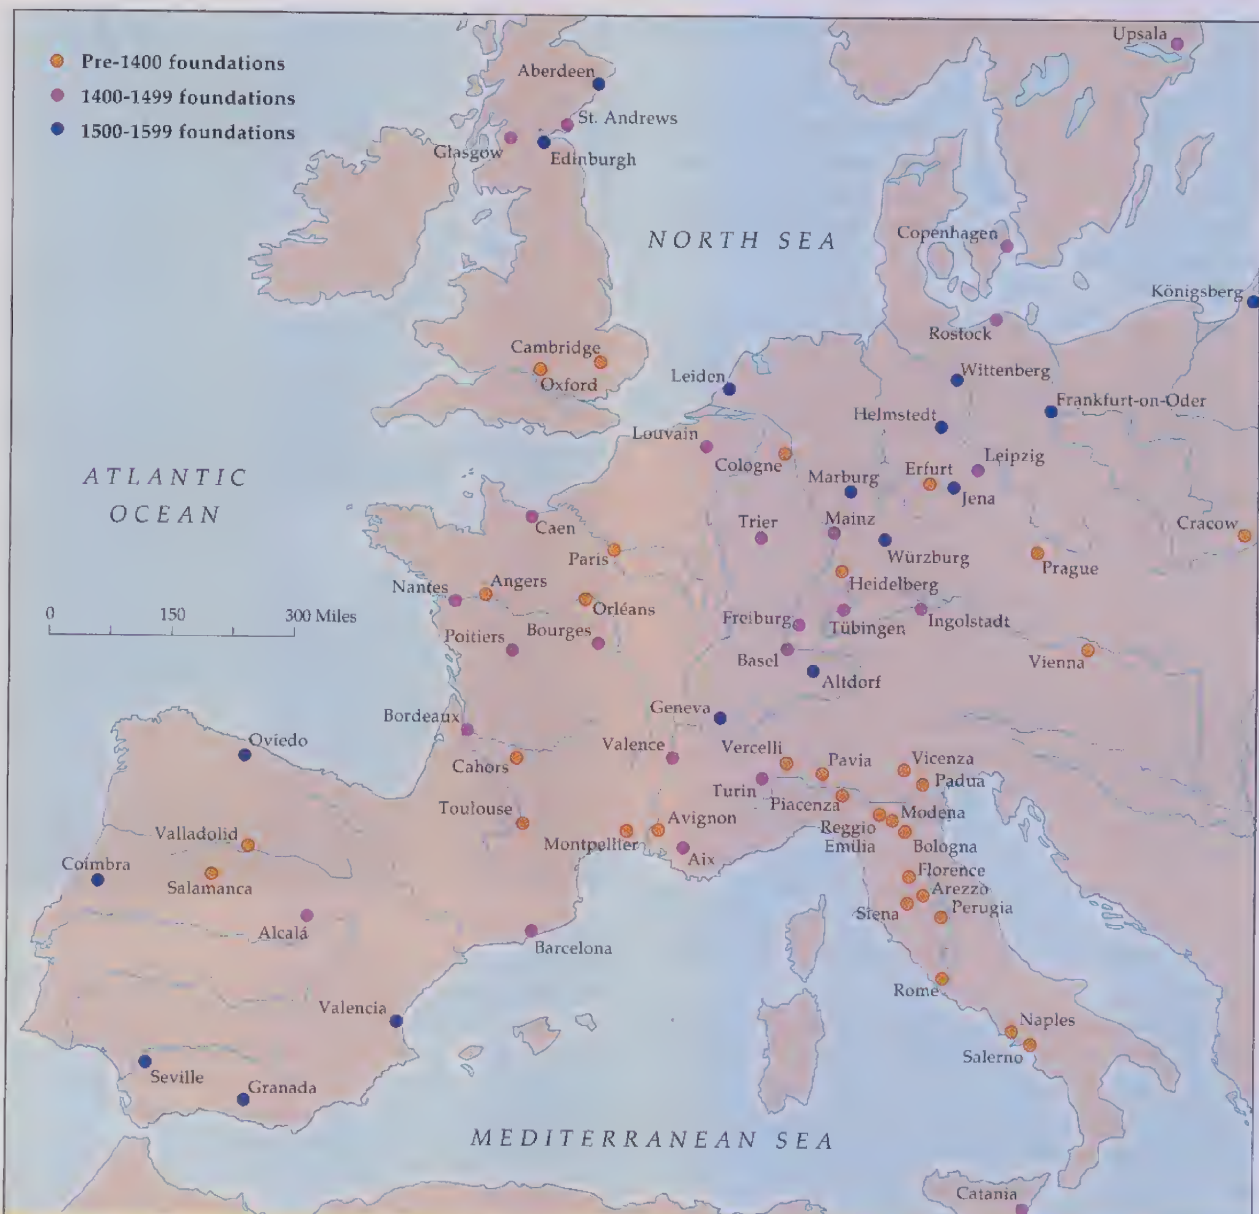 Pre-1400 foundations
1400-1499 foundations
1500-1599 foundations
Upsala
Aberdeen
St. Andrews
Glasgow
Edinburgh
NORTH SEA
Copenhagen
Königsberg
Rostock
Cambridge
Oxford
Leiden
Wittenberg
Frankfurt-on-Oder
Helmstedt
Louvain
Cologne
Leipzig
Erfurt
Marburg
Jena
ATLANTIC
OCEAN
Caen
Trier
Mainz
Cracow
Paris
Würzburg
Prague
Angers
Heidelberg
Nantes
Orléans
0 150 300 Miles
Freiburg
Tübingen
Ingolstadt
Poitiers
Bourges
Basel
Vienna
Altdorf
Geneva
Bordeaux
Oviedo
Valence
Vercelli
Pavia
Vicenza
Cahors
Padua
Turin
Piacenza
Toulouse
Avignon
Modena
Valladolid
Reggio
Emilia
Montpellier
Aix
Bologna
Coimbra
Florence
Salamanca
Arezzo
Siena
Perugia
Alcalá
Barcelona
Rome
Valencia
Naples
Salerno
Seville
Granada
MEDITERRANEAN SEA
Catania